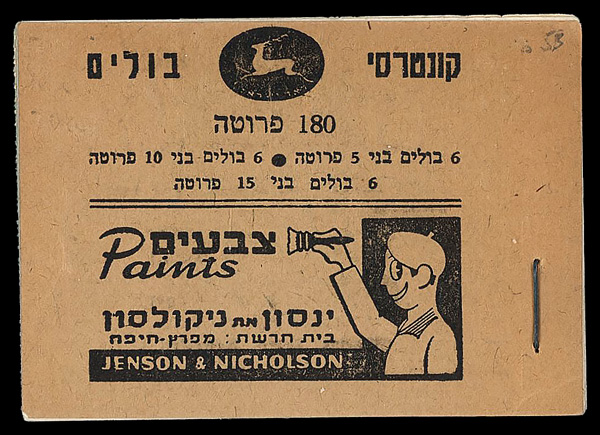 קונטרסי בולים
180 פרוטה
6 בולים בני 5 פרוטה ● 6 בולים בני 10 פרוטה
6 בולים בני 15 פרוטה
צבעים
Paints
ינסון את ניקולסון
בית חרשת: מפרץ-חיפה
JENSON & NICHOLSON